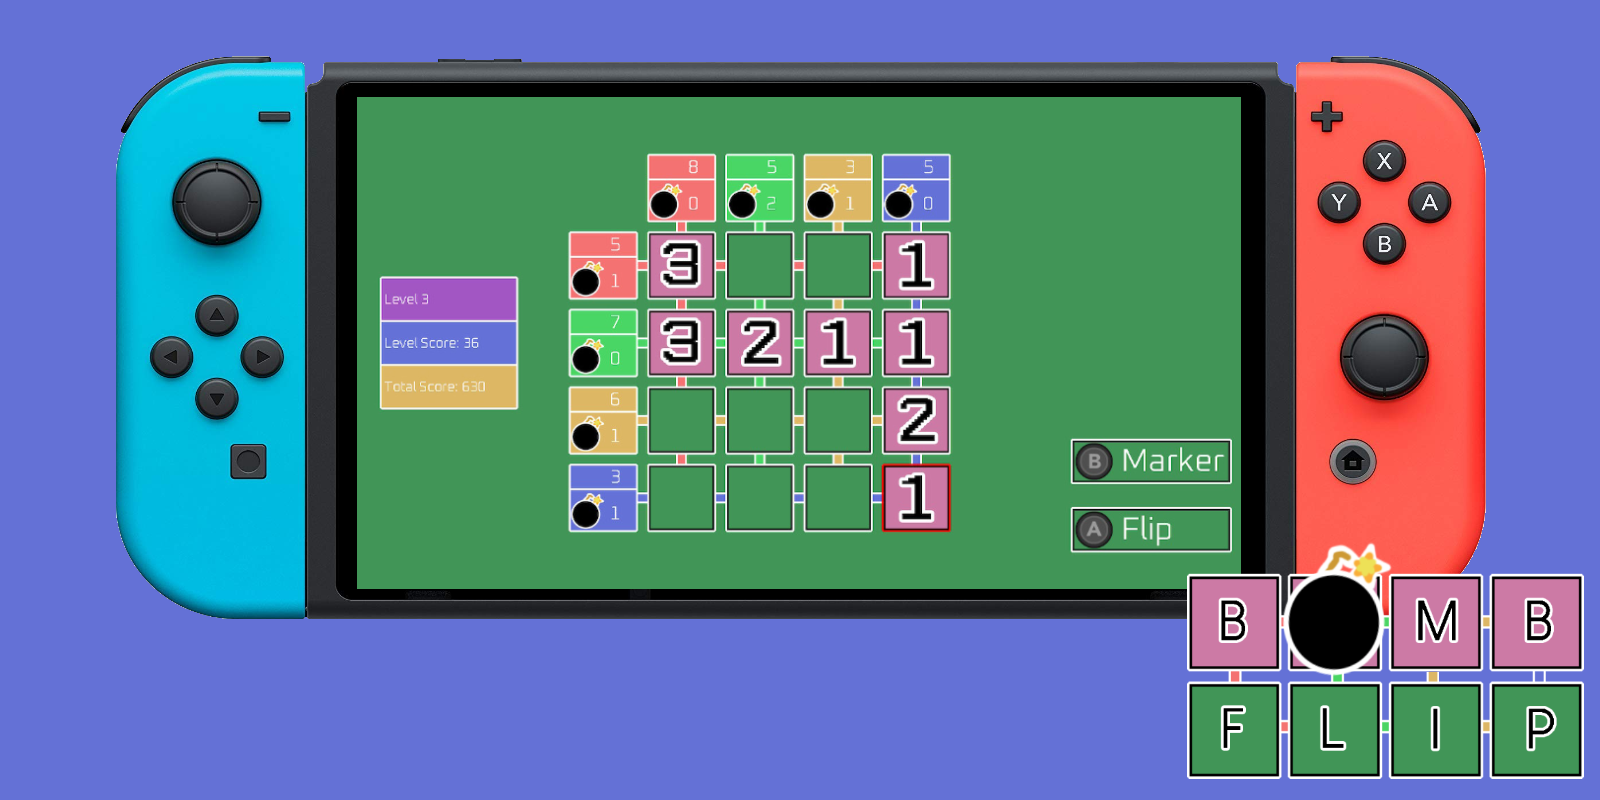 8 5 3 5
0 2 1 0
5
1
3 1
7
0
3 2 1 1
6
1
2
3
1
1
Level 3
Level Score: 36
Total Score: 630
B Marker
A Flip
X
Y A
B
B M B
F L I P